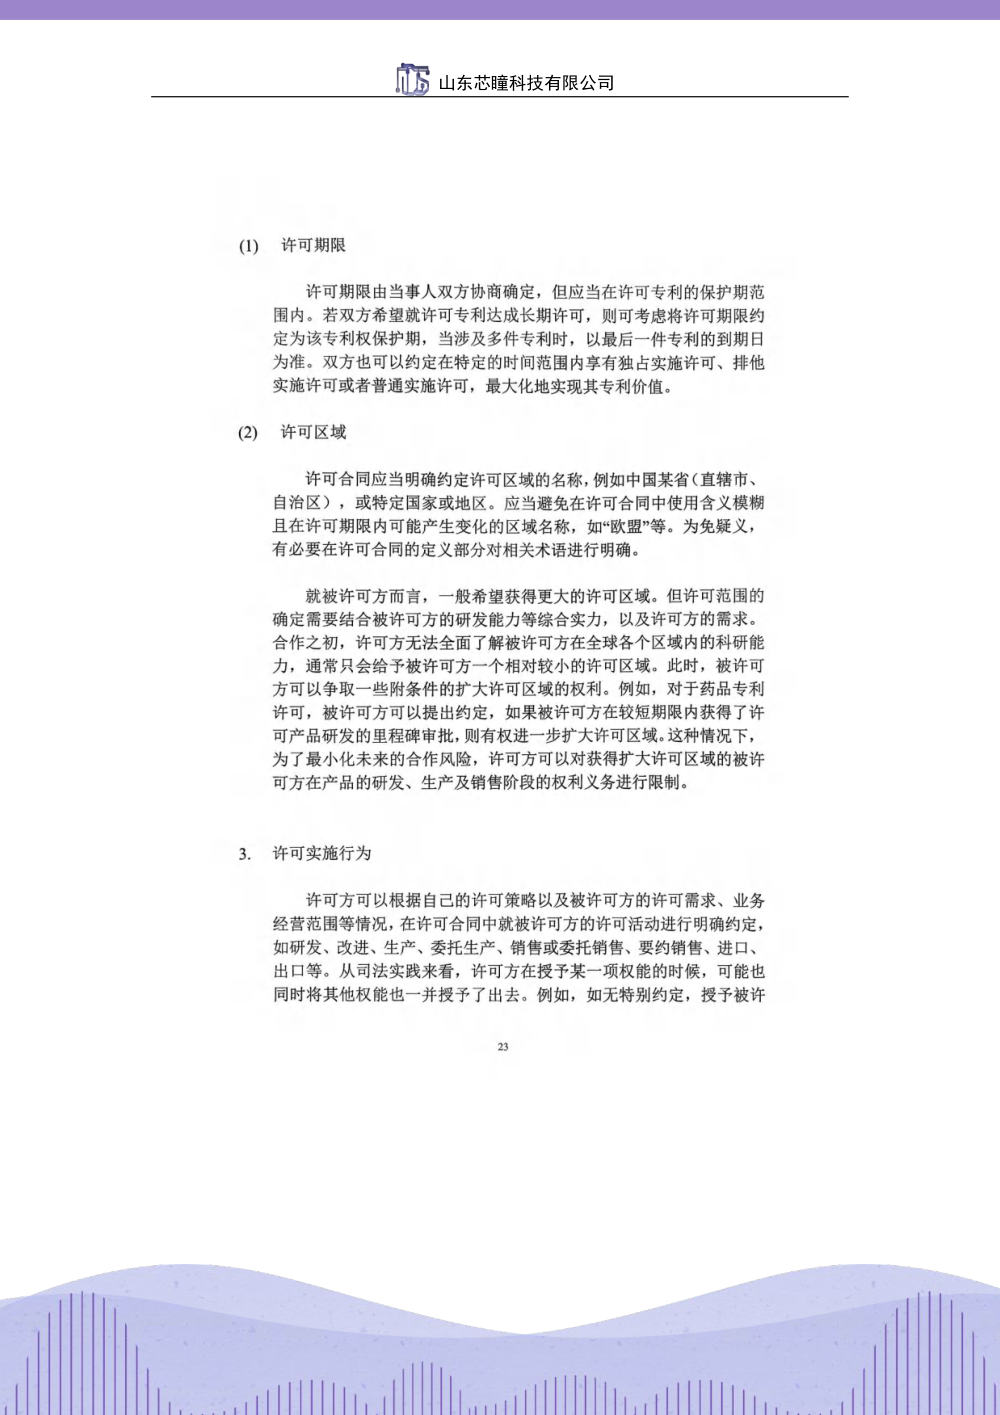 山东芯瞳科技有限公司
(1) 许可期限
许可期限由当事人双方协商确定，但应当在许可专利的保护期范
围内。若双方希望就许可专利达成长期许可，则可考虑将许可期限约
定为该专利权保护期，当涉及多件专利时，以最后一件专利的到期日
为准。双方也可以约定在特定的时间范围内享有独占实施许可、排他
实施许可或者普通实施许可，最大化地实现其专利价值。
(2) 许可区域
许可合同应当明确约定许可区域的名称，例如中国某省（直辖市、
自治区），或特定国家或地区。应当避免在许可合同中使用含义模糊
且在许可期限内可能产生变化的区域名称，如“欧盟”等。为免疑义，
有必要在许可合同的定义部分对相关术语进行明确。
就被许可方而言，一般希望获得更大的许可区域。但许可范围的
确定需要结合被许可方的研发能力等综合实力，以及许可方的需求。
合作之初，许可方无法全面了解被许可方在全球各个区域内的科研能
力，通常只会给予被许可方一个相对较小的许可区域。此时，被许可
方可以争取一些附条件的扩大许可区域的权利。例如，对于药品专利
许可，被许可方可以提出约定，如果被许可方在较短期限内获得了许
可产品研发的里程碑审批，则有权进一步扩大许可区域。这种情况下，
为了最小化未来的合作风险，许可方可以对获得扩大许可区域的被许
可方在产品的研发、生产及销售阶段的权利义务进行限制。
3. 许可实施行为
许可方可以根据自己的许可策略以及被许可方的许可需求、业务
经营范围等情况，在许可合同中就被许可方的许可活动进行明确约定，
如研发、改进、生产、委托生产、销售或委托销售、要约销售、进口、
出口等。从司法实践来看，许可方在授予某一项权能的时候，可能也
同时将其他权能也一并授予了出去。例如，如无特别约定，授予被许
23